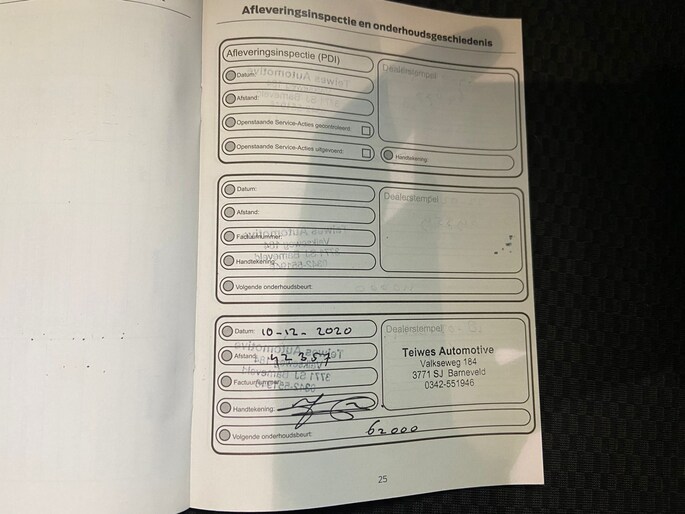 Afleveringsinspectie en onderhoudsgeschiedenis
Afleveringsinspectie (PDI)
Dealerstempel
Datum:
Afstand:
Openstaande Service-Acties gecontroleerd:
Openstaande Service-Acties uitgevoerd:
Handtekening:
Datum:
Dealerstempel
Afstand:
Factuurnummer:
Handtekening:
Volgende onderhoudsbeurt:
Datum: 10-12-2020
Dealerstempel
Afstand: 42357
Teiwes Automotive
Valkseweg 184
3771 SJ Barneveld
0342-551946
Factuurnummer:
Handtekening:
Volgende onderhoudsbeurt: 62000
25